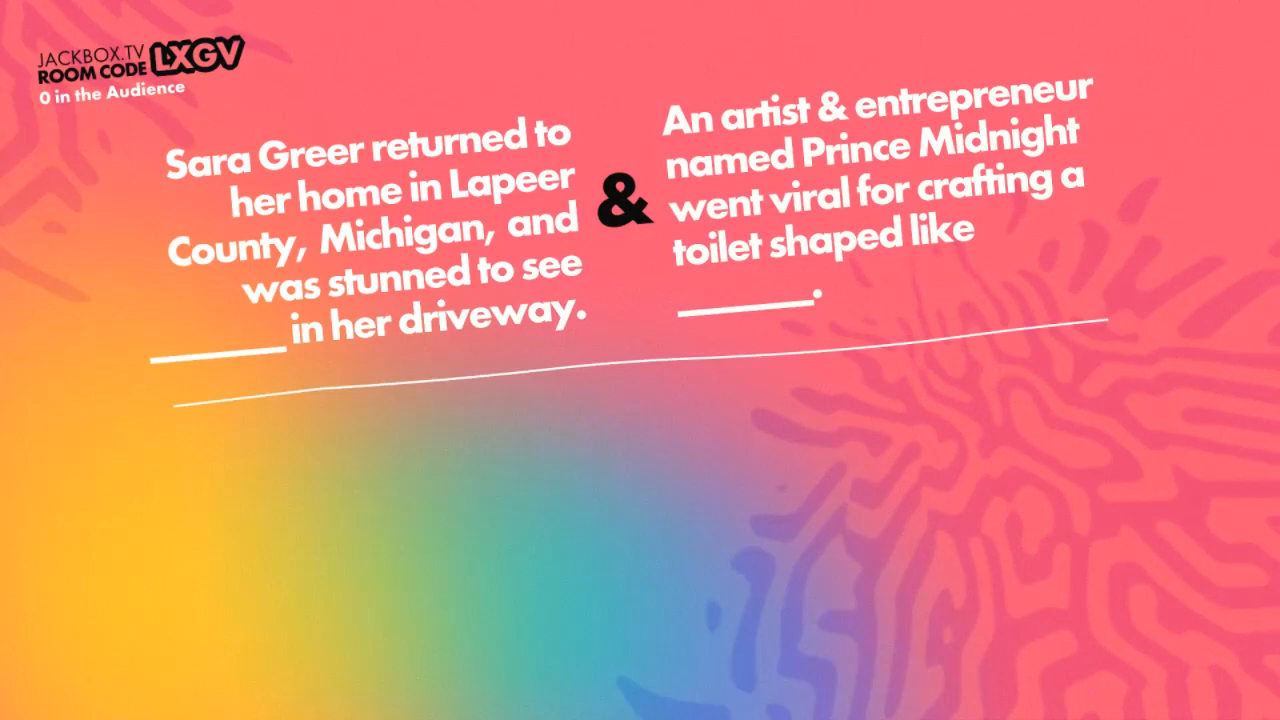 JACKBOX.TV
ROOM CODE LXGV
0 in the Audience
Sara Greer returned to
her home in Lapeer
County, Michigan, and
was stunned to see
_______ in her driveway.
&
An artist & entrepreneur
named Prince Midnight
went viral for crafting a
toilet shaped like
_______.